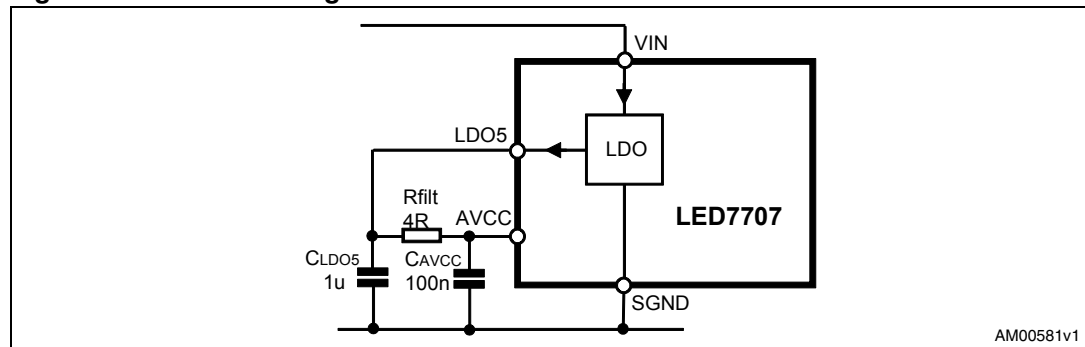 VIN
LDO5
LDO
Rfilt
4R
AVCC
LED7707
CLDO5
1u
CAVCC
100n
SGND
AM00581v1